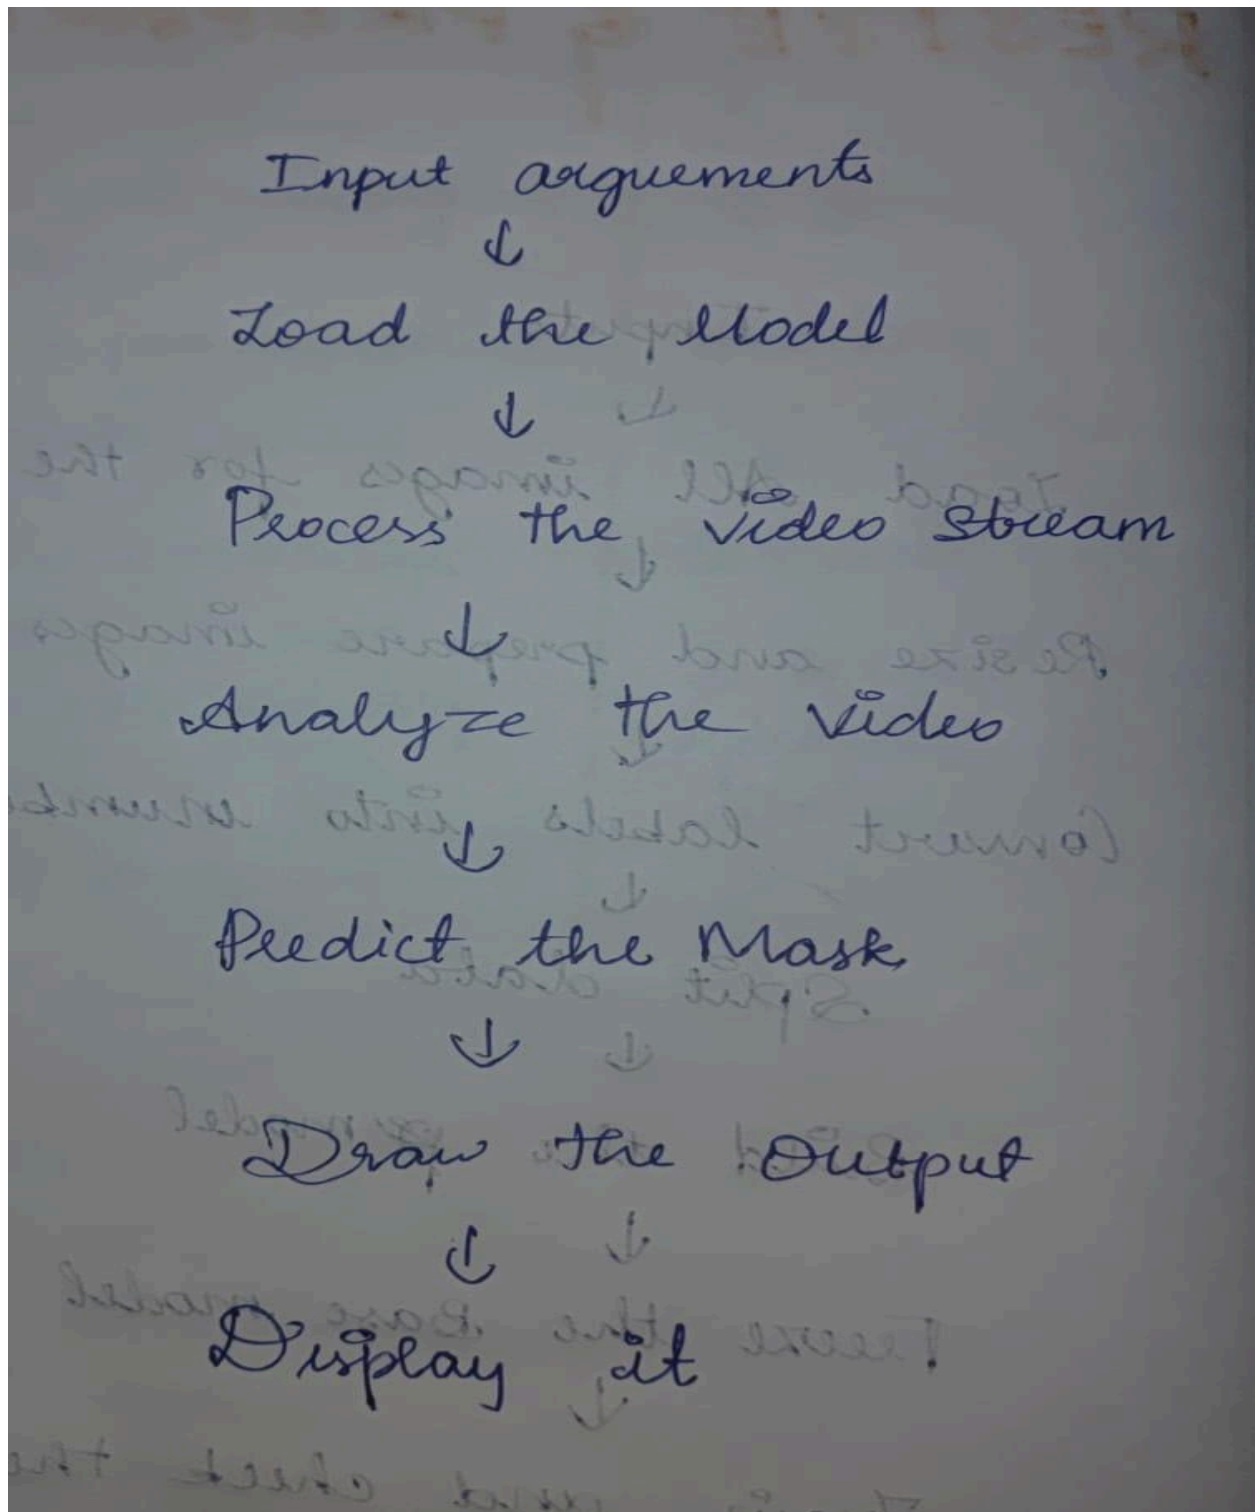 Input arguements
↓
Load the Model
↓
Process the video stream
↓
Analyze the video
↓
Predict the Mask
↓
Draw the Output
↓
Display it